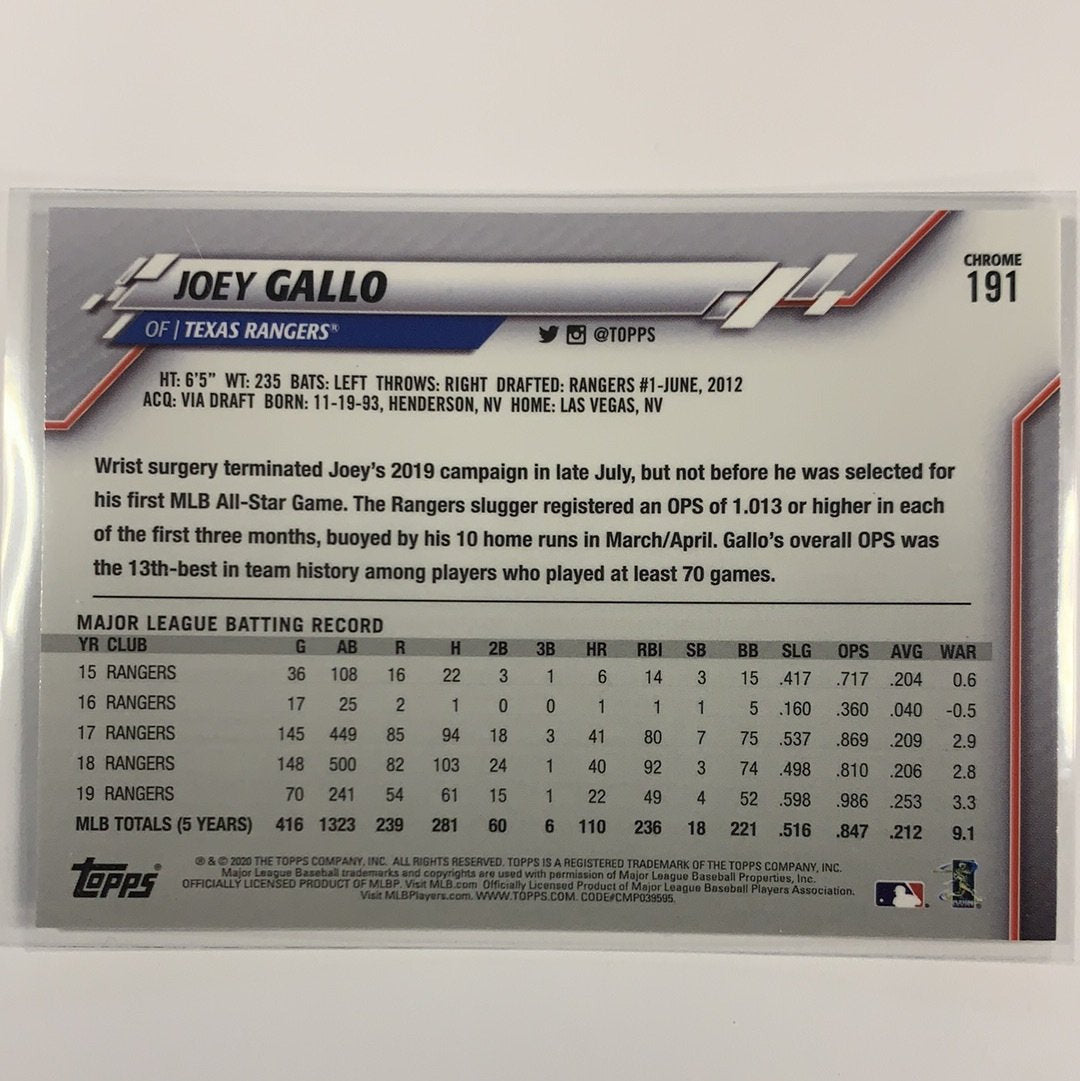 JOEY GALLO
CHROME
191
OF | TEXAS RANGERS®
@TOPPS
HT: 6'5" WT: 235 BATS: LEFT THROWS: RIGHT DRAFTED: RANGERS #1-JUNE, 2012
ACQ: VIA DRAFT BORN: 11-19-93, HENDERSON, NV HOME: LAS VEGAS, NV
Wrist surgery terminated Joey's 2019 campaign in late July, but not before he was selected for
his first MLB All-Star Game. The Rangers slugger registered an OPS of 1.013 or higher in each
of the first three months, buoyed by his 10 home runs in March/April. Gallo's overall OPS was
the 13th-best in team history among players who played at least 70 games.
MAJOR LEAGUE BATTING RECORD
YR CLUB G AB R H 2B 3B HR RBI SB BB SLG OPS AVG WAR
15 RANGERS 36 108 16 22 3 1 6 14 3 15 .417 .717 .204 0.6
16 RANGERS 17 25 2 1 0 0 1 1 1 5 .160 .360 .040 -0.5
17 RANGERS 145 449 85 94 18 3 41 80 7 75 .537 .869 .209 2.9
18 RANGERS 148 500 82 103 24 1 40 92 3 74 .498 .810 .206 2.8
19 RANGERS 70 241 54 61 15 1 22 49 4 52 .598 .986 .253 3.3
MLB TOTALS (5 YEARS) 416 1323 239 281 60 6 110 236 18 221 .516 .847 .212 9.1
Topps®
® & © 2020 THE TOPPS COMPANY, INC. ALL RIGHTS RESERVED. TOPPS IS A REGISTERED TRADEMARK OF THE TOPPS COMPANY, INC.
Major League Baseball trademarks and copyrights are used with permission of Major League Baseball Properties, Inc.
OFFICIALLY LICENSED PRODUCT OF MLBP. Visit MLB.com Officially Licensed Product of Major League Baseball Players Association.
Visit MLBPlayers.com. WWW.TOPPS.COM. CODE#CMP039595.